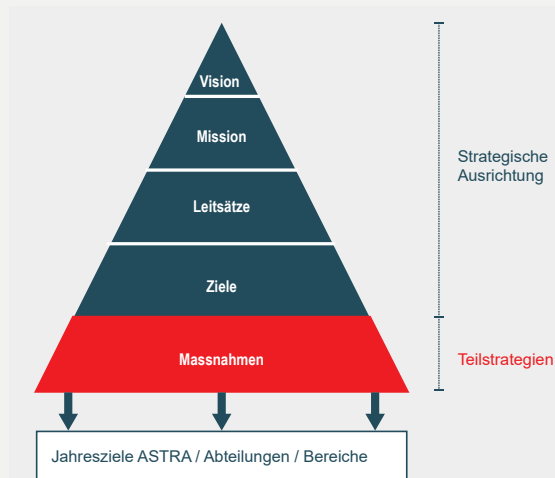 Vision
Mission
Leitsätze
Ziele
Massnahmen
Strategische
Ausrichtung
Teilstrategien
Jahresziele ASTRA / Abteilungen / Bereiche